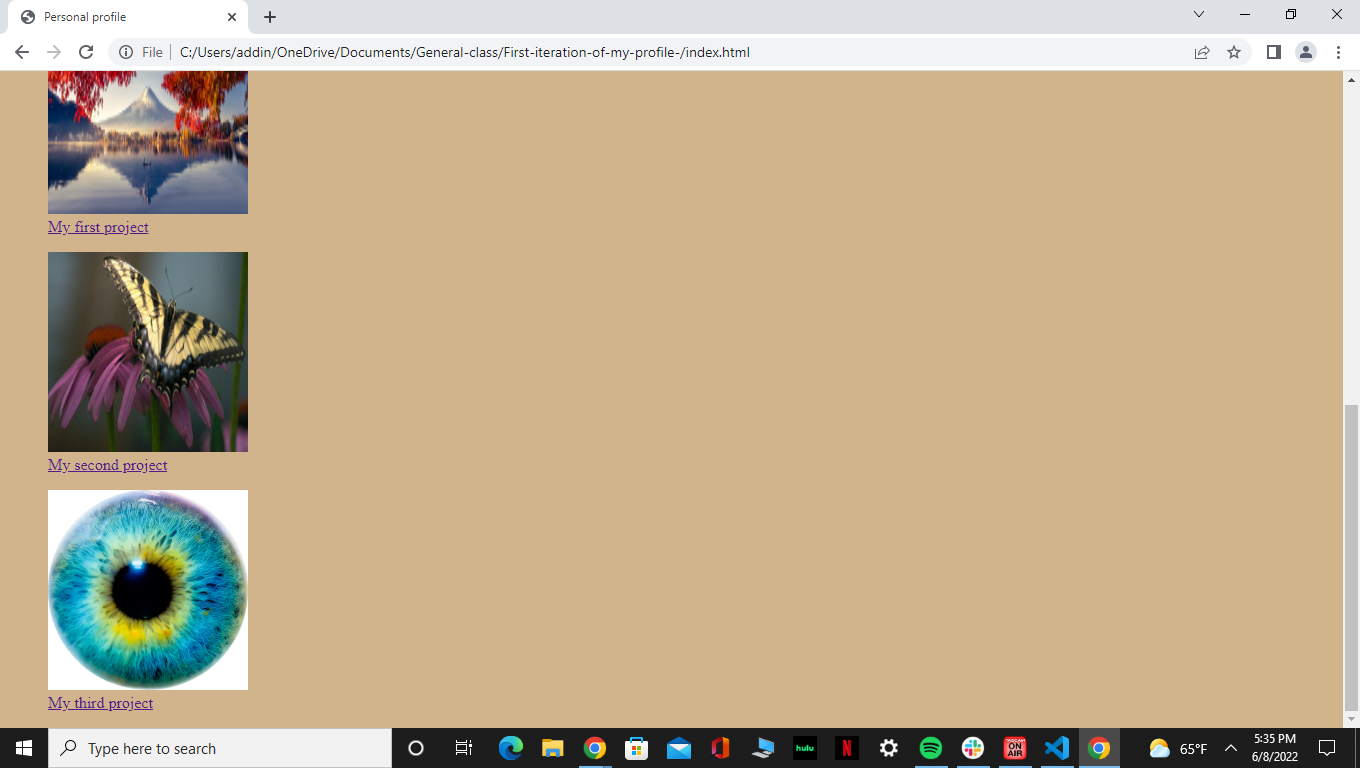 Personal profile
File
C:/Users/addin/OneDrive/Documents/General-class/First-iteration-of-my-profile-/index.html
My first project
My second project
My third project
Type here to search
hulu
N
TASCAM
ON
AIR
65°F
5:35 PM
6/8/2022